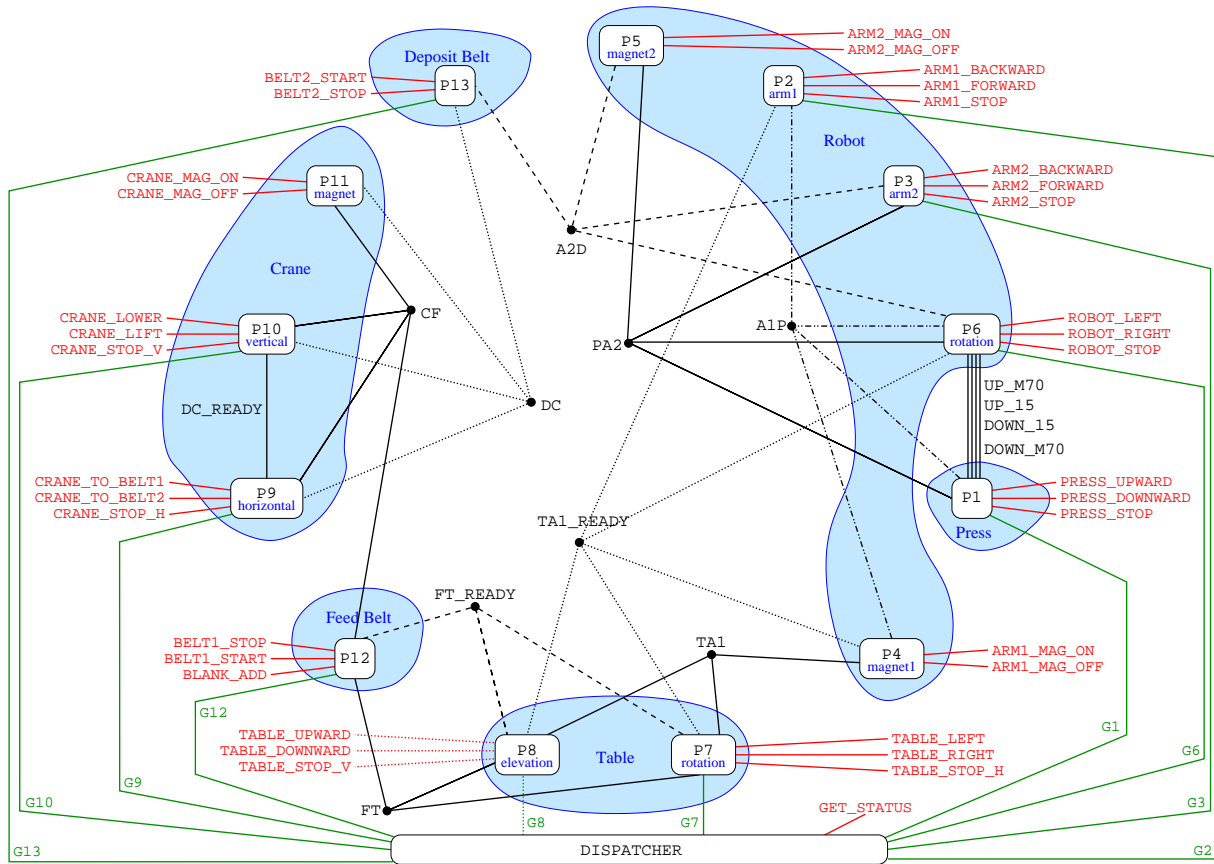 P5
magnet2
ARM2_MAG_ON
ARM2_MAG_OFF
Deposit Belt
P13
BELT2_START
BELT2_STOP
P2
arm1
ARM1_BACKWARD
ARM1_FORWARD
ARM1_STOP
Robot
P11
magnet
CRANE_MAG_ON
CRANE_MAG_OFF
P3
arm2
ARM2_BACKWARD
ARM2_FORWARD
ARM2_STOP
A2D
Crane
CF
CRANE_LOWER
CRANE_LIFT
CRANE_STOP_V
P10
vertical
A1P
PA2
P6
rotation
ROBOT_LEFT
ROBOT_RIGHT
ROBOT_STOP
UP_M70
UP_15
DOWN_15
DOWN_M70
DC_READY
DC
CRANE_TO_BELT1
CRANE_TO_BELT2
CRANE_STOP_H
P9
horizontal
P1
Press
PRESS_UPWARD
PRESS_DOWNWARD
PRESS_STOP
TA1_READY
FT_READY
Feed Belt
P12
BELT1_STOP
BELT1_START
BLANK_ADD
TA1
P4
magnet1
ARM1_MAG_ON
ARM1_MAG_OFF
G12
TABLE_UPWARD
TABLE_DOWNWARD
TABLE_STOP_V
P8
elevation
Table
P7
rotation
TABLE_LEFT
TABLE_RIGHT
TABLE_STOP_H
G1
G6
G9
G10
FT
G8
G7
GET_STATUS
G3
G13
DISPATCHER
G2